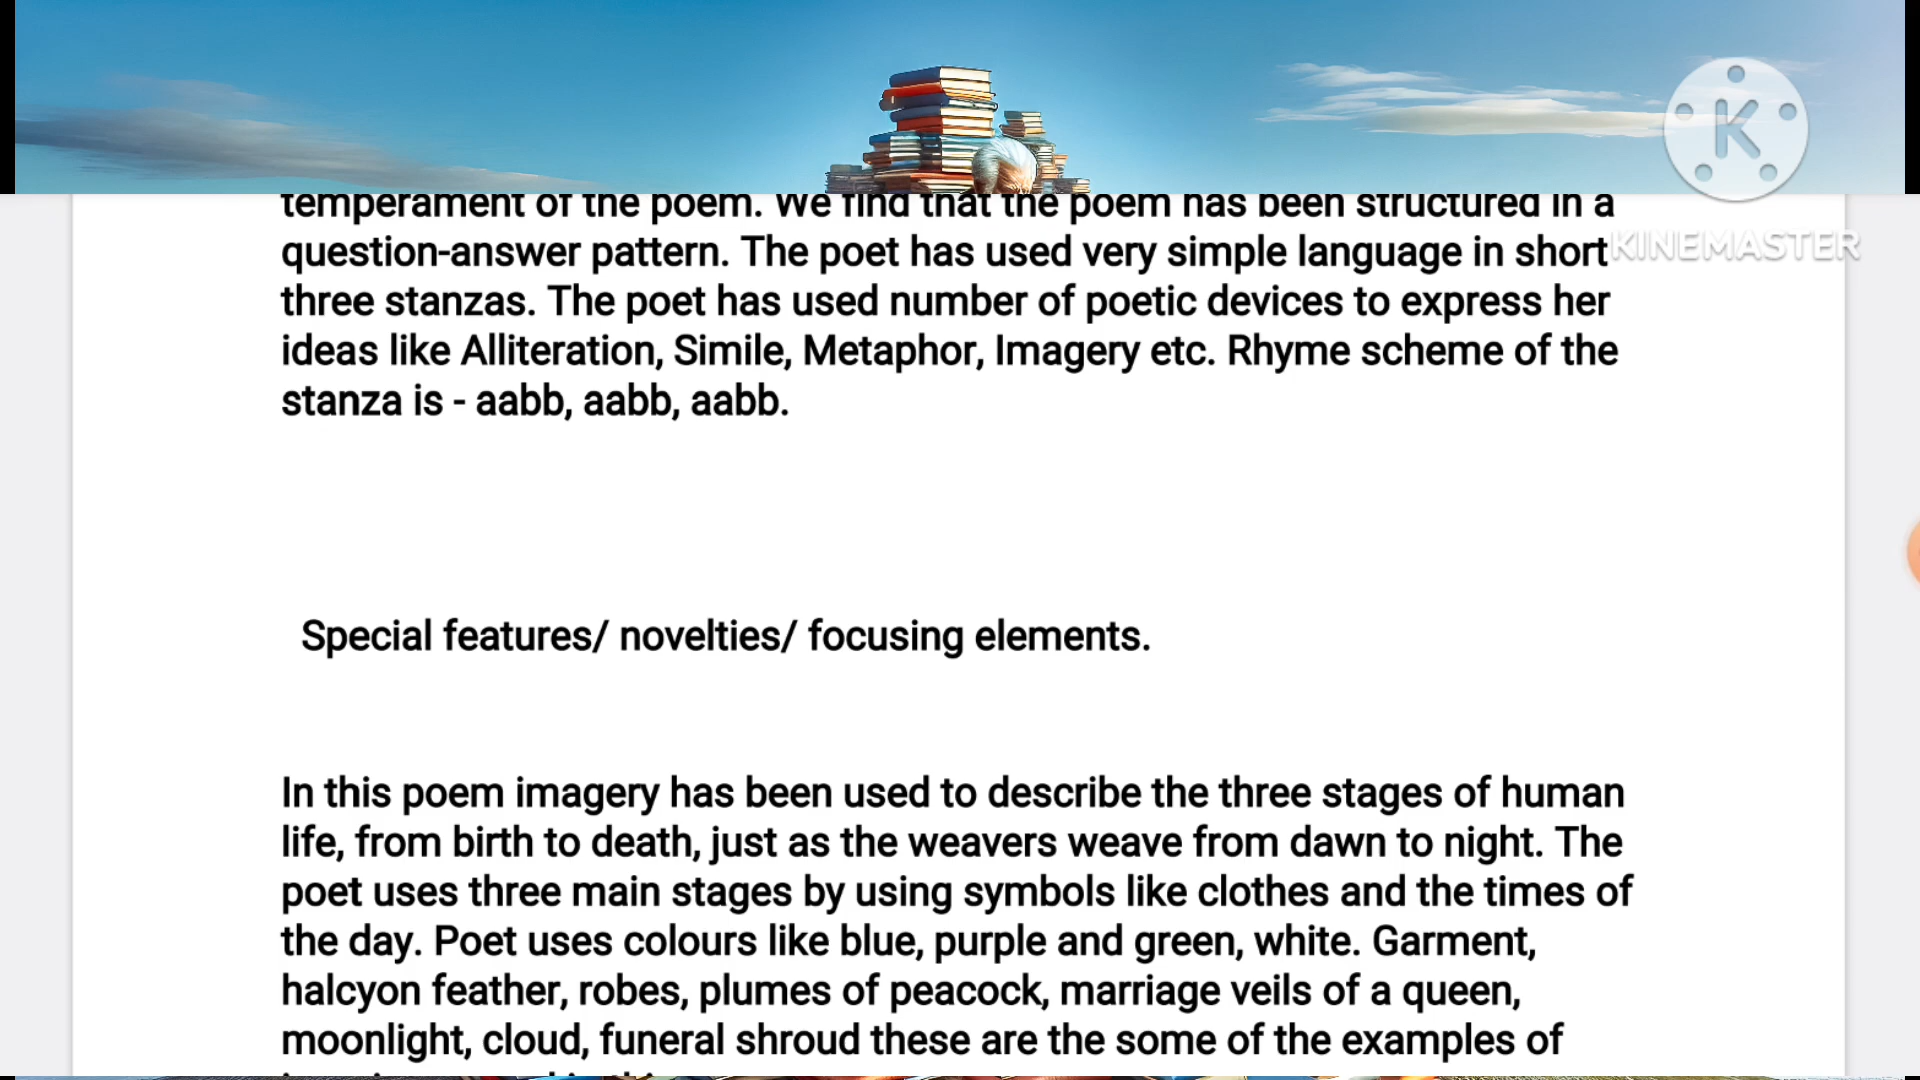 K
KINEMASTER
temperament of the poem. We find that the poem has been structured in a
question-answer pattern. The poet has used very simple language in short
three stanzas. The poet has used number of poetic devices to express her
ideas like Alliteration, Simile, Metaphor, Imagery etc. Rhyme scheme of the
stanza is - aabb, aabb, aabb.
Special features/ novelties/ focusing elements.
In this poem imagery has been used to describe the three stages of human
life, from birth to death, just as the weavers weave from dawn to night. The
poet uses three main stages by using symbols like clothes and the times of
the day. Poet uses colours like blue, purple and green, white. Garment,
halcyon feather, robes, plumes of peacock, marriage veils of a queen,
moonlight, cloud, funeral shroud these are the some of the examples of